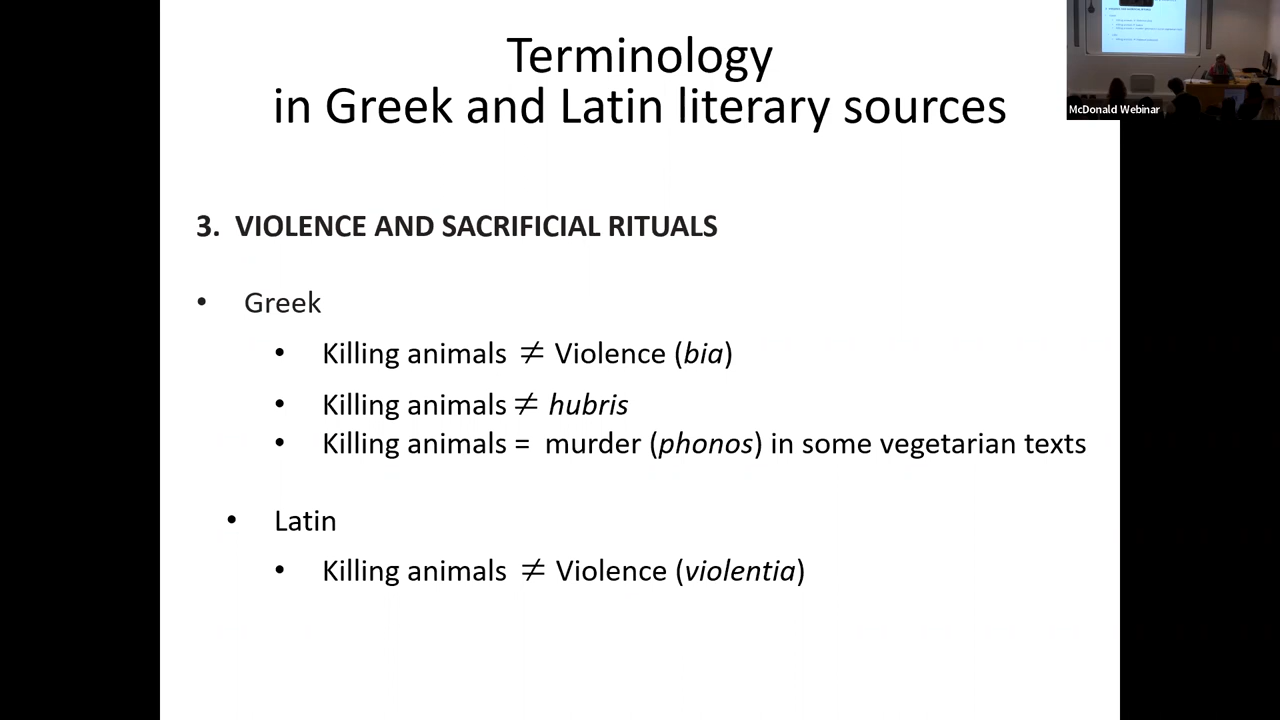 Terminology
in Greek and Latin literary sources
McDonald Webinar
3. VIOLENCE AND SACRIFICIAL RITUALS
• Greek
• Killing animals ≠ Violence (bia)
• Killing animals ≠ hubris
• Killing animals = murder (phonos) in some vegetarian texts
• Latin
• Killing animals ≠ Violence (violentia)